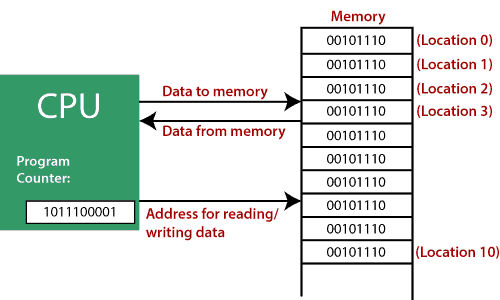 Memory
00101110 (Location 0)
00101110 (Location 1)
00101110 (Location 2)
00101110 (Location 3)
00101110
00101110
00101110
00101110
00101110
00101110 (Location 10)
CPU
Program
Counter:
1011100001
Data to memory
Data from memory
Address for reading/
writing data